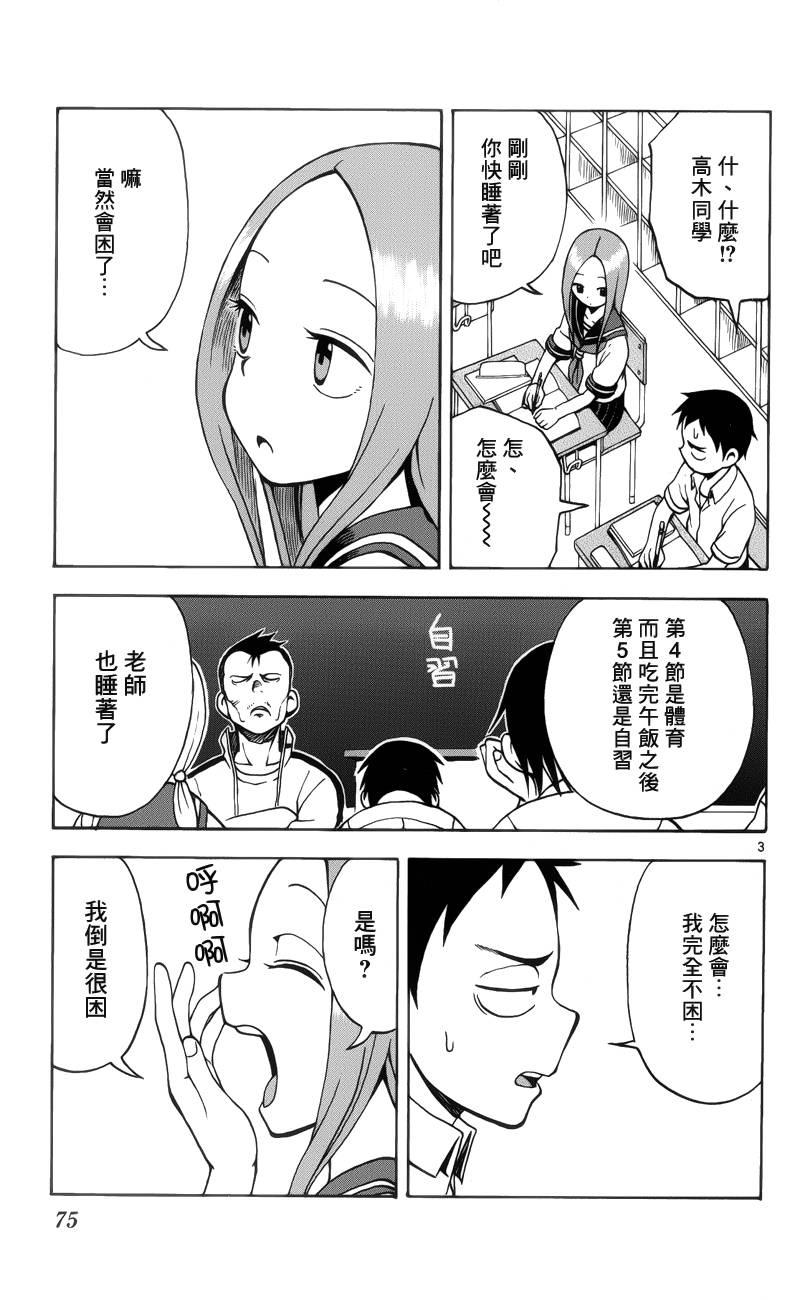 什、什麼!?
高木同學
剛剛
你快睡著了吧
怎、
怎麼會～～
嘛
當然會困了…
第4節是體育
而且吃完午飯之後
第5節還是自習
自習
老師
也睡著了
3
怎麼會…
我完全不困…
是嗎?
呼啊啊
我倒是很困
75